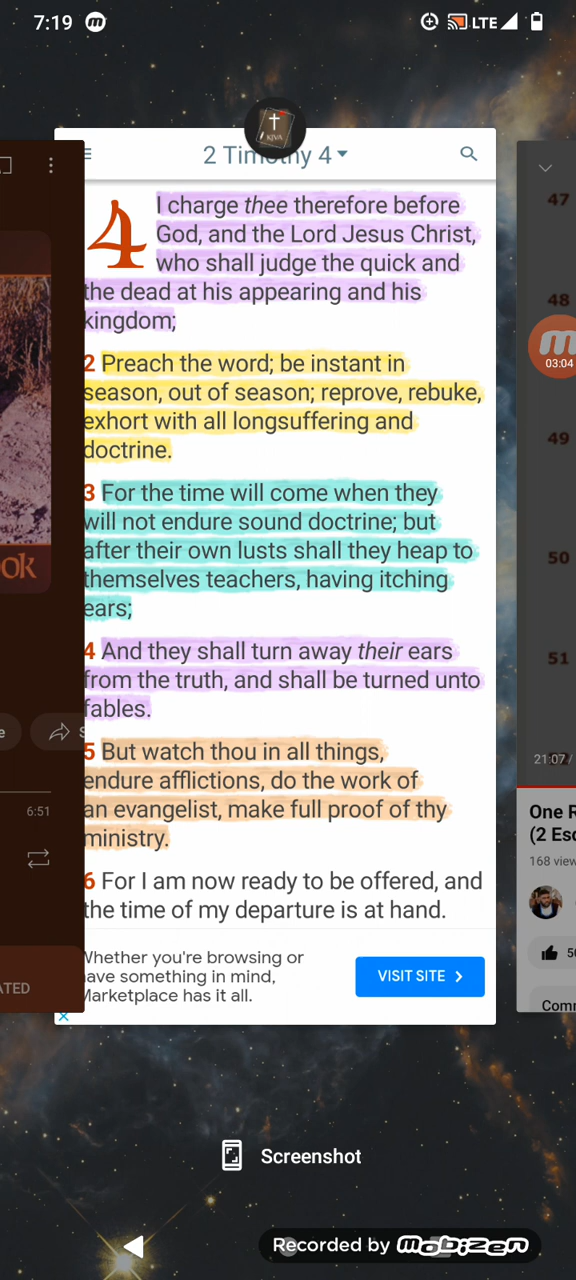 7:19
LTE
KJVA
2 Timothy 4
4
I charge thee therefore before
God, and the Lord Jesus Christ,
who shall judge the quick and
the dead at his appearing and his
kingdom;
2 Preach the word; be instant in
season, out of season; reprove, rebuke,
exhort with all longsuffering and
doctrine.
3 For the time will come when they
will not endure sound doctrine; but
after their own lusts shall they heap to
themselves teachers, having itching
ears;
4 And they shall turn away their ears
from the truth, and shall be turned unto
fables.
5 But watch thou in all things,
endure afflictions, do the work of
an evangelist, make full proof of thy
ministry.
6 For I am now ready to be offered, and
the time of my departure is at hand.
Whether you're browsing or
have something in mind,
Marketplace has it all.
VISIT SITE
ok
e
S
6:51
ATED
47
48
03:04
49
50
51
52
21:07 /
One R
(2 Esd
168 view
50
Comm
Screenshot
Recorded by mobizen